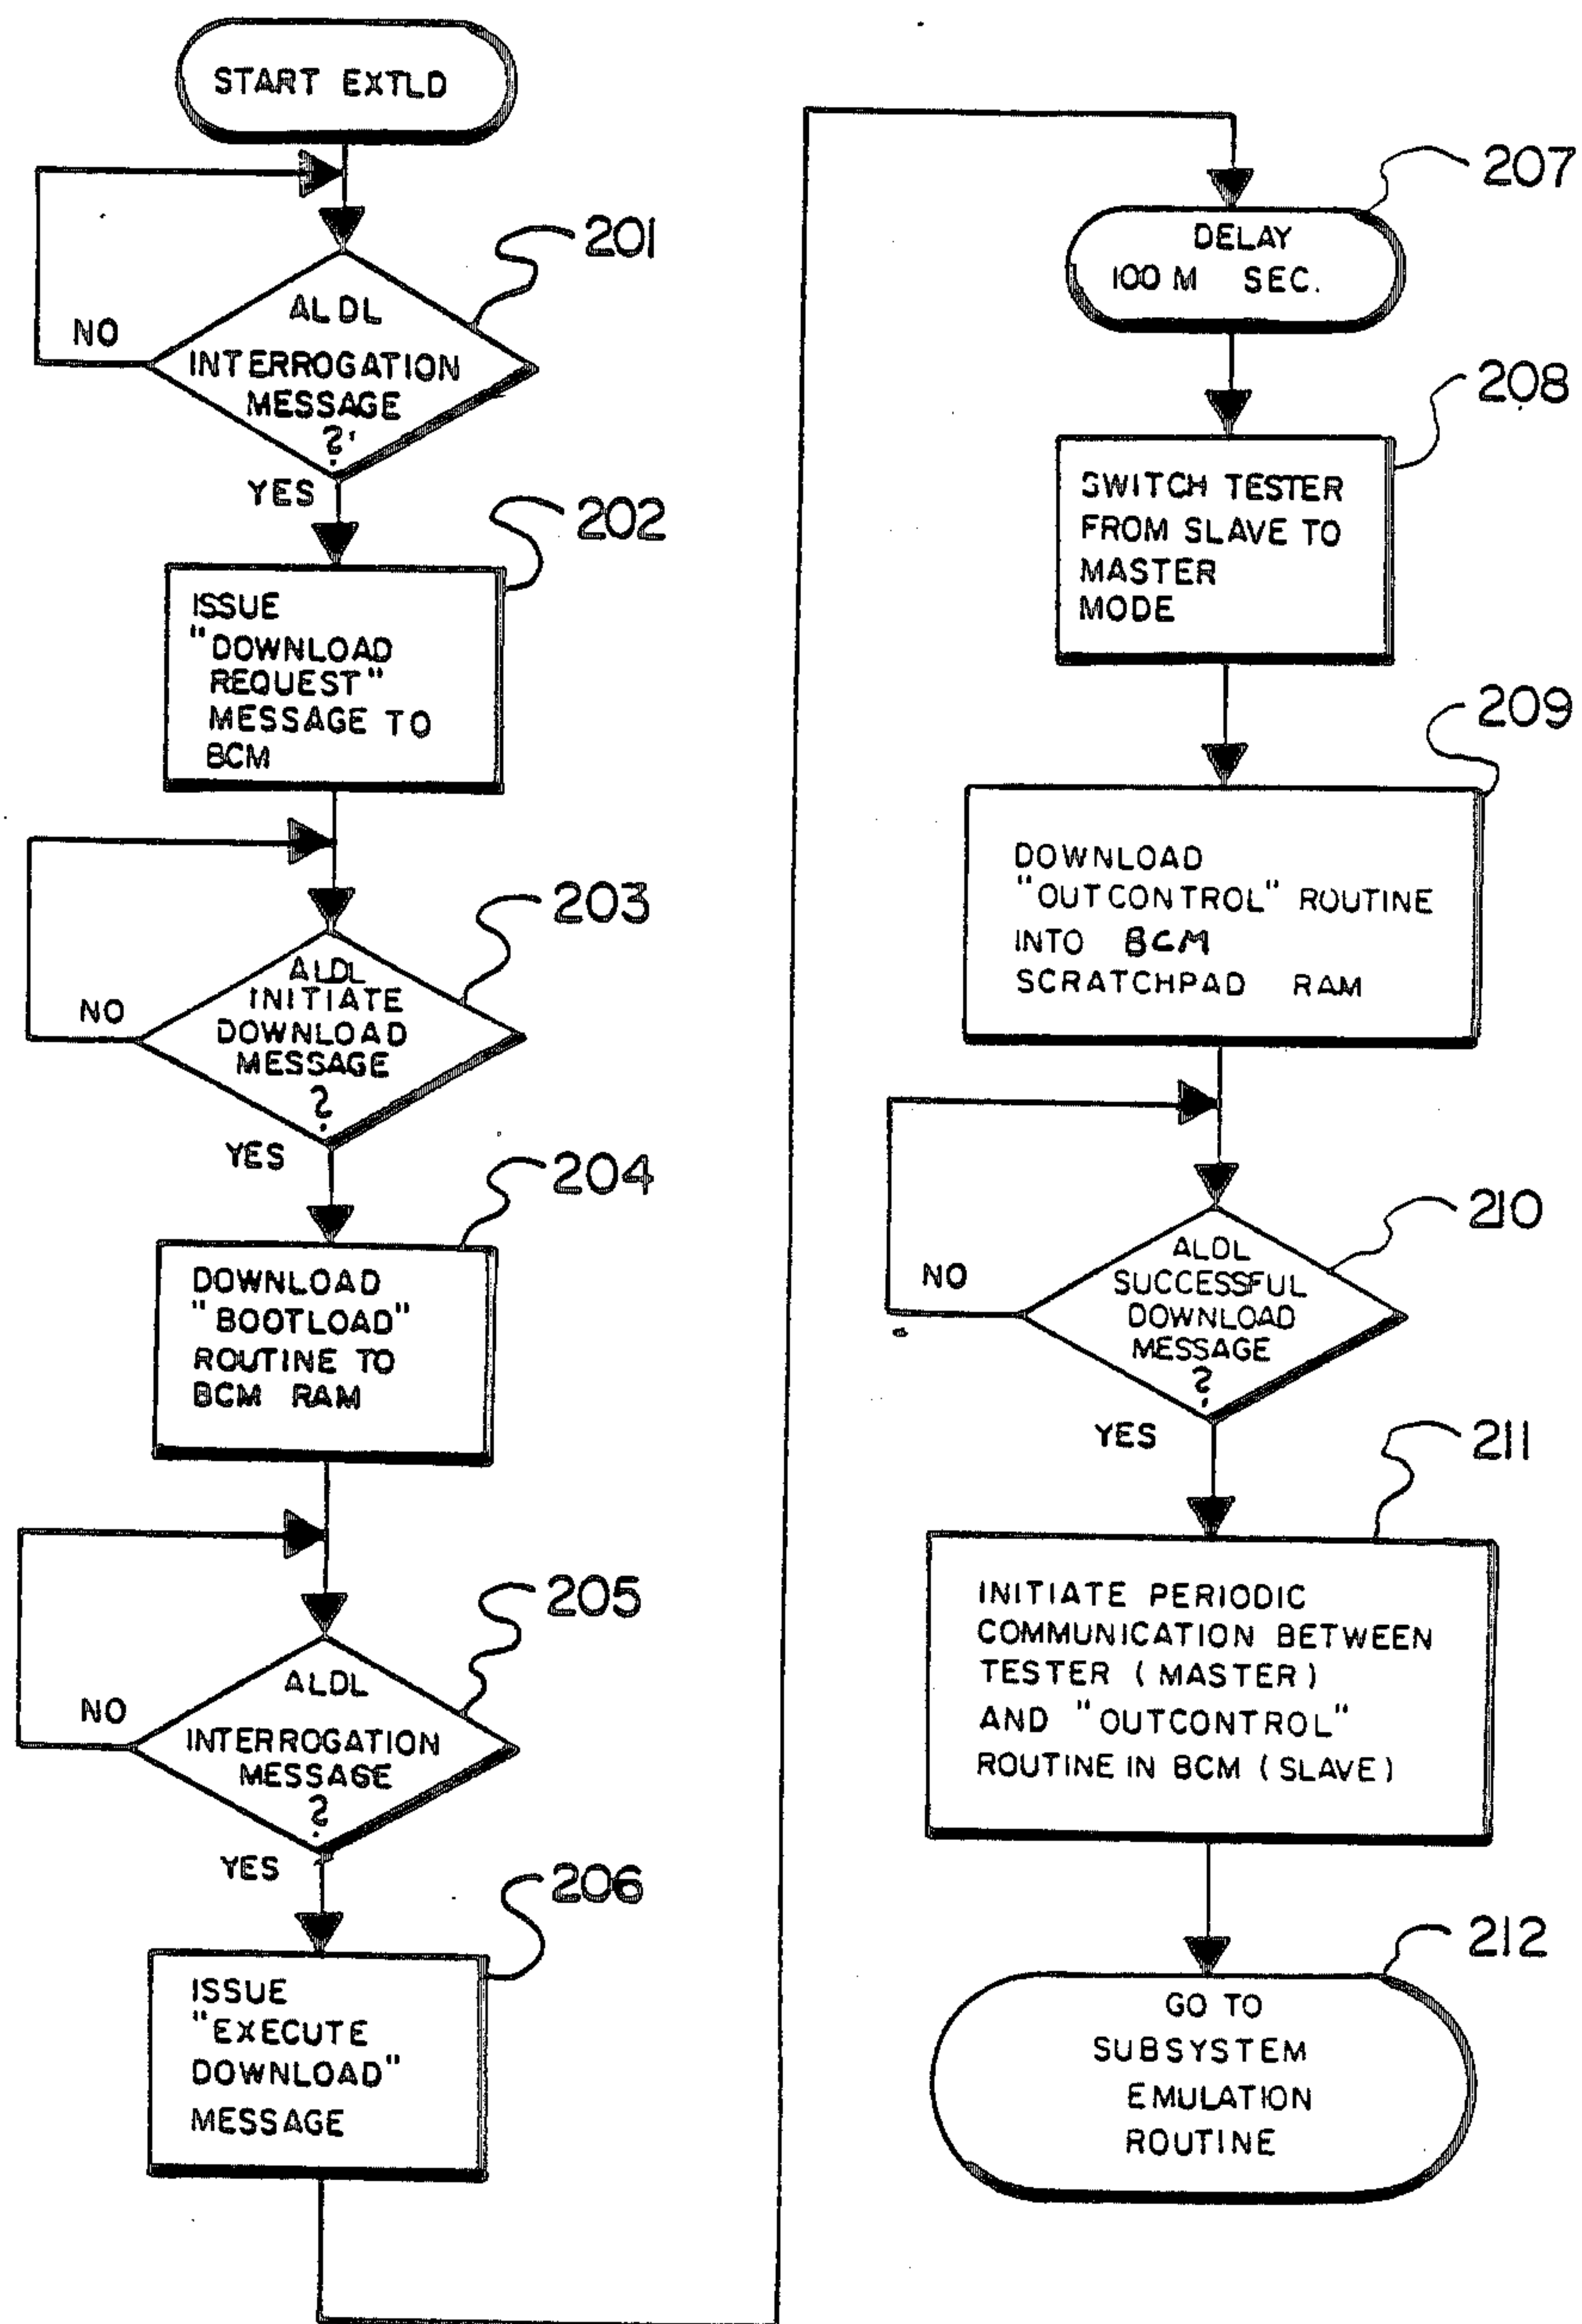 START EXTLD
201
ALDL
NO
INTERROGATION
MESSAGE
?
YES
202
ISSUE
"DOWNLOAD
REQUEST"
MESSAGE TO
BCM
203
ALDL
INITIATE
NO
DOWNLOAD
MESSAGE
?
YES
204
DOWNLOAD
"BOOTLOAD"
ROUTINE TO
BCM RAM
205
ALDL
NO
INTERROGATION
MESSAGE
?
YES
206
ISSUE
"EXECUTE
DOWNLOAD"
MESSAGE
207
DELAY
100 M SEC.
208
SWITCH TESTER
FROM SLAVE TO
MASTER
MODE
209
DOWNLOAD
"OUTCONTROL" ROUTINE
INTO BCM
SCRATCHPAD RAM
210
ALDL
NO
SUCCESSFUL
DOWNLOAD
MESSAGE
?
YES
211
INITIATE PERIODIC
COMMUNICATION BETWEEN
TESTER (MASTER)
AND "OUTCONTROL"
ROUTINE IN BCM (SLAVE)
212
GO TO
SUBSYSTEM
EMULATION
ROUTINE